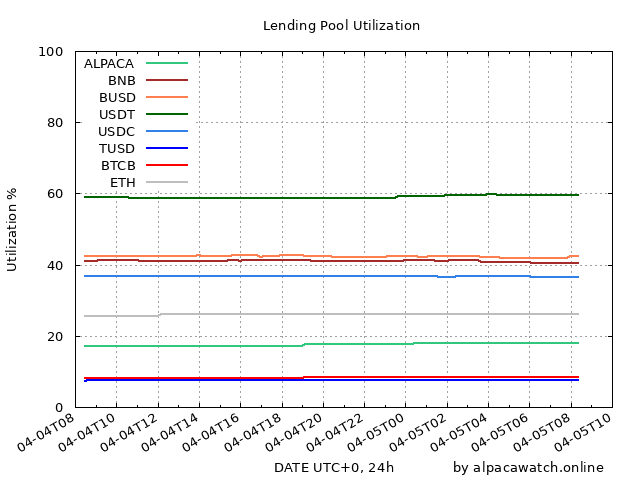 Lending Pool Utilization
100
80
60
40
20
0
Utilization %
ALPACA
BNB
BUSD
USDT
USDC
TUSD
BTCB
ETH
04-04T08
04-04T10
04-04T12
04-04T14
04-04T16
04-04T18
04-04T20
04-04T22
04-05T00
04-05T02
04-05T04
04-05T06
04-05T08
04-05T10
DATE UTC+0, 24h
by alpacawatch.online